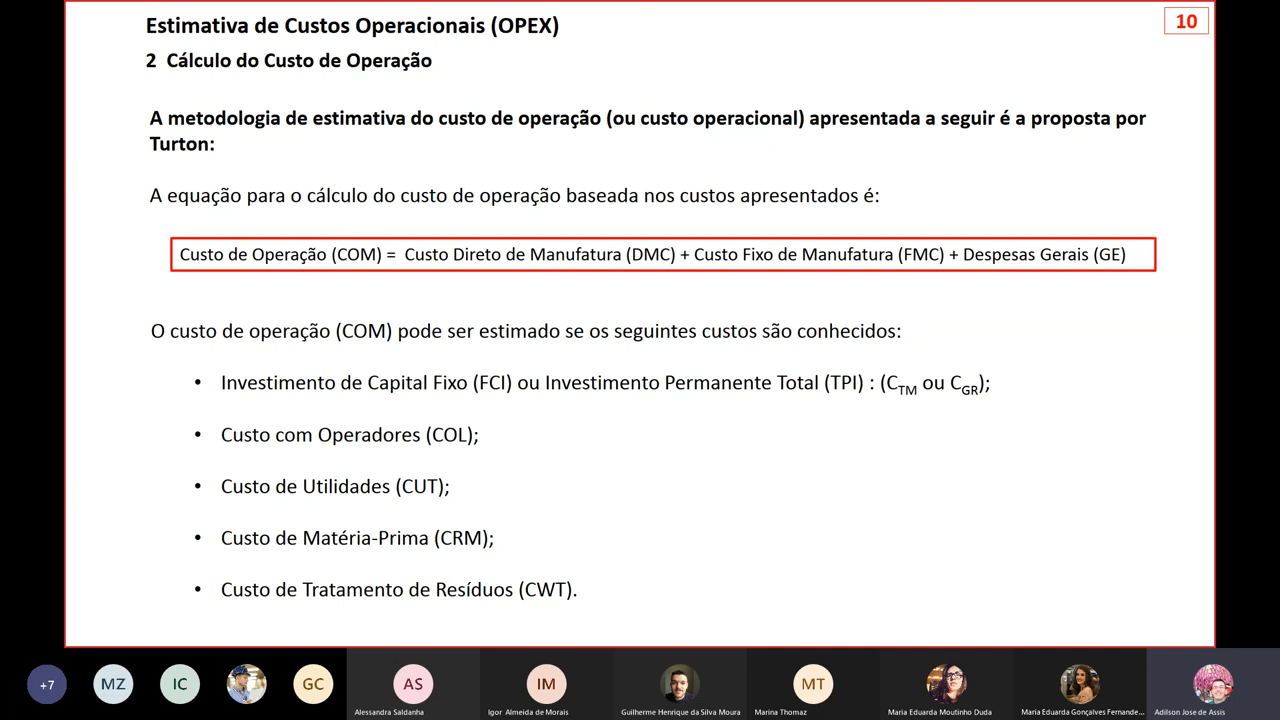 Estimativa de Custos Operacionais (OPEX)
10
2 Cálculo do Custo de Operação
A metodologia de estimativa do custo de operação (ou custo operacional) apresentada a seguir é a proposta por
Turton:
A equação para o cálculo do custo de operação baseada nos custos apresentados é:
Custo de Operação (COM) = Custo Direto de Manufatura (DMC) + Custo Fixo de Manufatura (FMC) + Despesas Gerais (GE)
O custo de operação (COM) pode ser estimado se os seguintes custos são conhecidos:
• Investimento de Capital Fixo (FCI) ou Investimento Permanente Total (TPI) : (CTM ou CGR);
• Custo com Operadores (COL);
• Custo de Utilidades (CUT);
• Custo de Matéria-Prima (CRM);
• Custo de Tratamento de Resíduos (CWT).
+7
MZ
IC
GC
AS
IM
MT
Alessandra Saldanha
Igor Almeida de Morais
Guilherme Henrique da Silva Moura
Marina Thomaz
Maria Eduarda Moutinho Duda
Maria Eduarda Gonçalves Fernande...
Adilson Jose de Assis